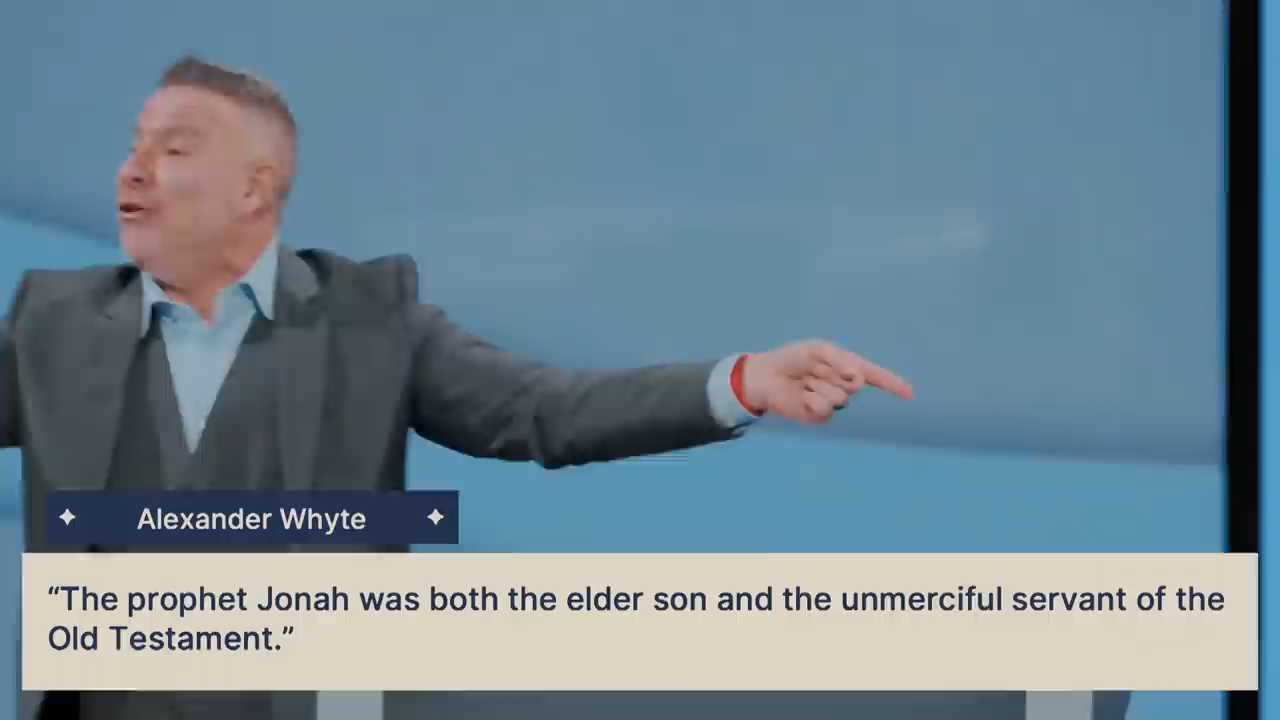 Alexander Whyte
“The prophet Jonah was both the elder son and the unmerciful servant of the
Old Testament.”